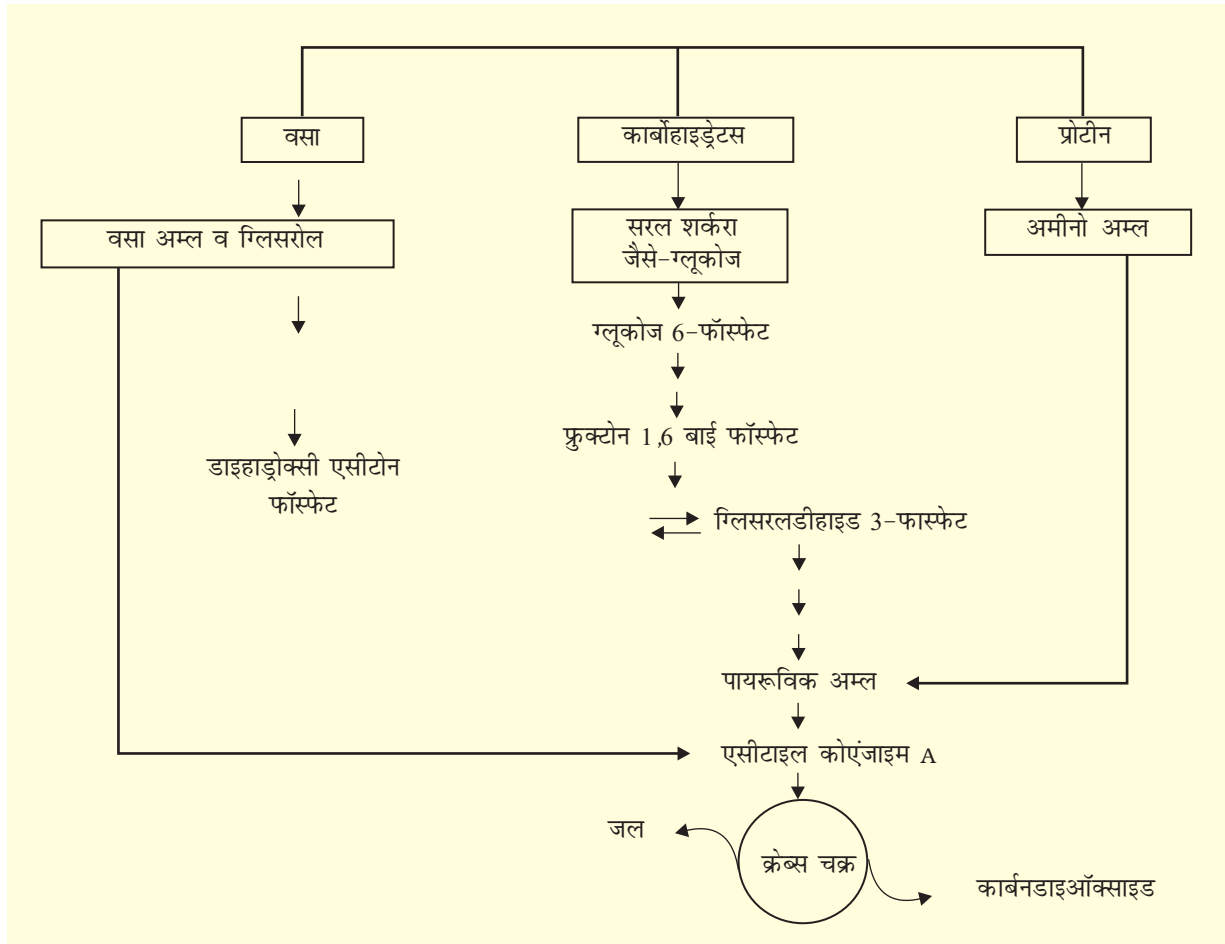 वसा
कार्बोहाइड्रेटस
प्रोटीन
वसा अम्ल व ग्लिसरोल
सरल शर्करा
जैसे-ग्लूकोज
अमीनो अम्ल
ग्लूकोज 6-फॉस्फेट
फ्रुक्टोन 1,6 बाई फॉस्फेट
डाइहाड्रोक्सी एसीटोन
फॉस्फेट
ग्लिसरलडीहाइड 3-फास्फेट
पायरूविक अम्ल
एसीटाइल कोएंजाइम A
जल
क्रेब्स चक्र
कार्बनडाइऑक्साइड